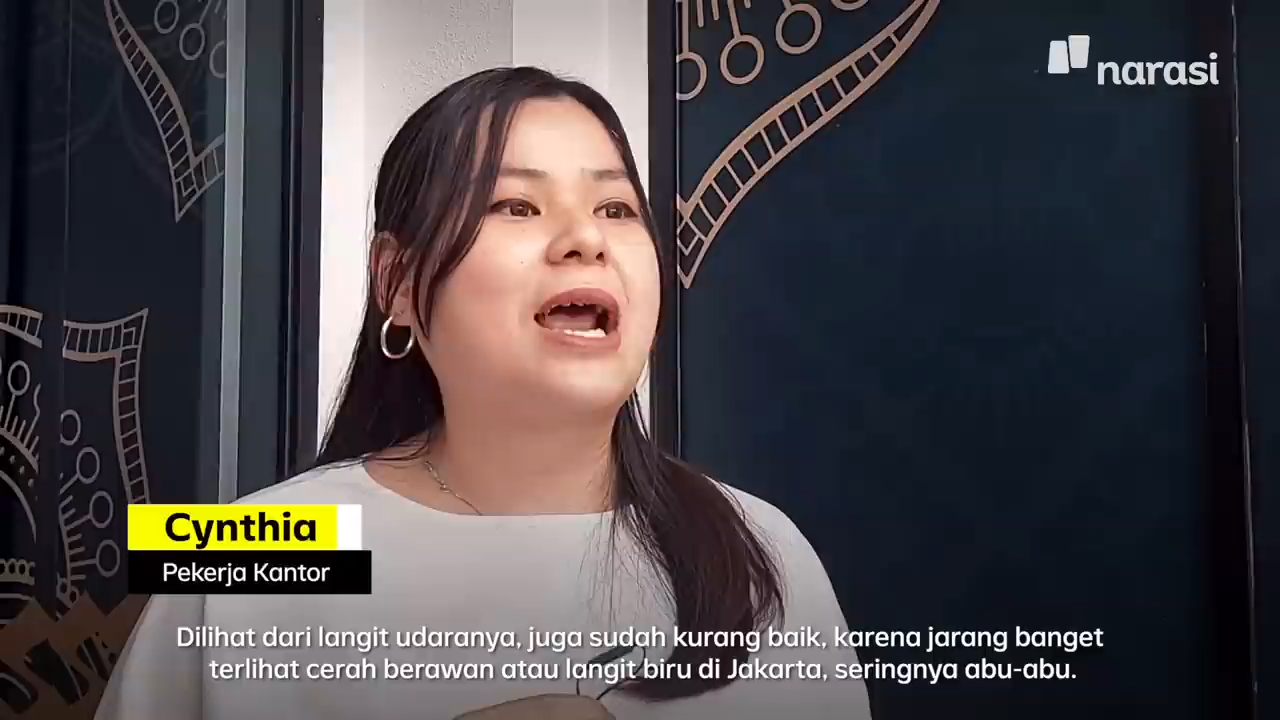 narasi
Cynthia
Pekerja Kantor
Dilihat dari langit udaranya, juga sudah kurang baik, karena jarang banget
terlihat cerah berawan atau langit biru di Jakarta, seringnya abu-abu.